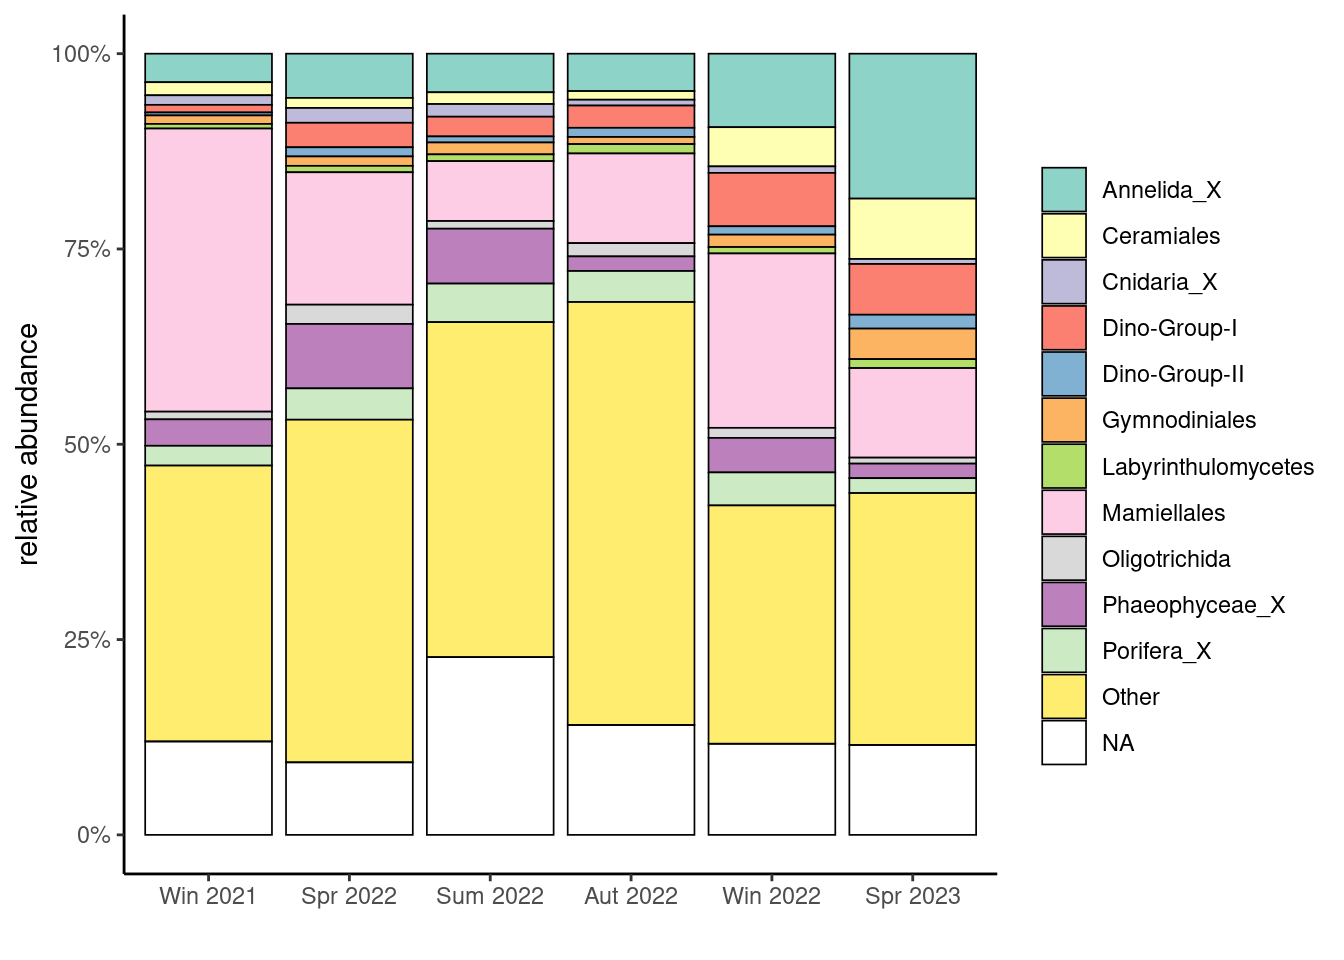 100%
75%
50%
25%
0%
relative abundance
Win 2021
Spr 2022
Sum 2022
Aut 2022
Win 2022
Spr 2023
Annelida_X
Ceramiales
Cnidaria_X
Dino-Group-I
Dino-Group-II
Gymnodiniales
Labyrinthulomycetes
Mamiellales
Oligotrichida
Phaeophyceae_X
Porifera_X
Other
NA